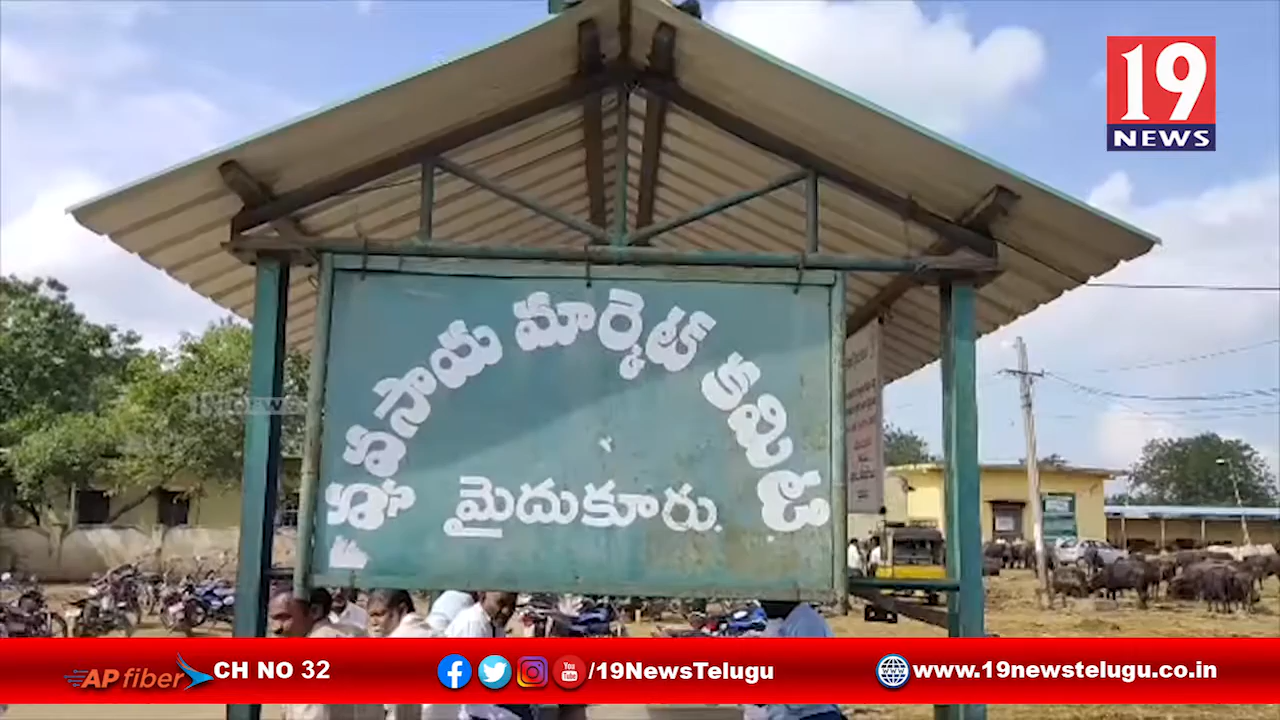 19
NEWS
వ్యవసాయ మార్కెట్ కమిటి
మైదుకూరు.
AP fiber
CH NO 32
/19NewsTelugu
www.19newstelugu.co.in